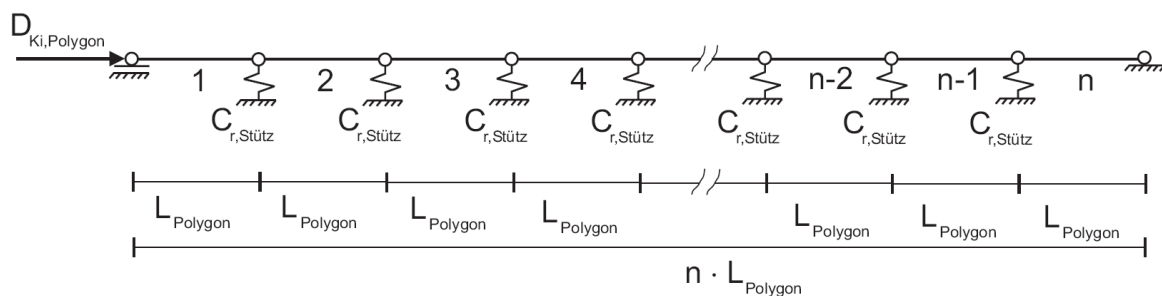 D_Ki,Polygon
1 2 3 4 n-2 n-1 n
C_r,Stütz C_r,Stütz C_r,Stütz C_r,Stütz C_r,Stütz C_r,Stütz C_r,Stütz
L_Polygon L_Polygon L_Polygon L_Polygon L_Polygon L_Polygon L_Polygon
n · L_Polygon